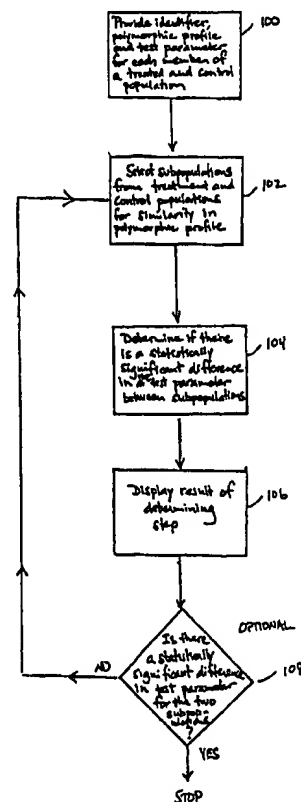 Provide identifier,
polymorphic profile
and test parameter,
for each member of
a treated and control
population
100
Select subpopulations
from treatment and
control populations
for similarity in
polymorphic profile
102
Determine if there
is a statistically
significant difference
in the test parameter
between subpopulations
104
Display result of
determining
step
106
OPTIONAL
Is there
a statistically
significant difference
in test parameter
for the two
subpopu-
lations
?
108
NO
YES
STOP